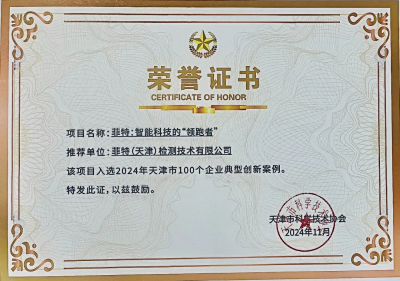 荣誉证书
CERTIFICATE OF HONOR
项目名称:菲特:智能科技的“领跑者”
推荐单位:菲特(天津)检测技术有限公司
该项目入选2024年天津市100个企业典型创新案例。
特发此证,以兹鼓励。
天津市科学技术协会
2024年11月